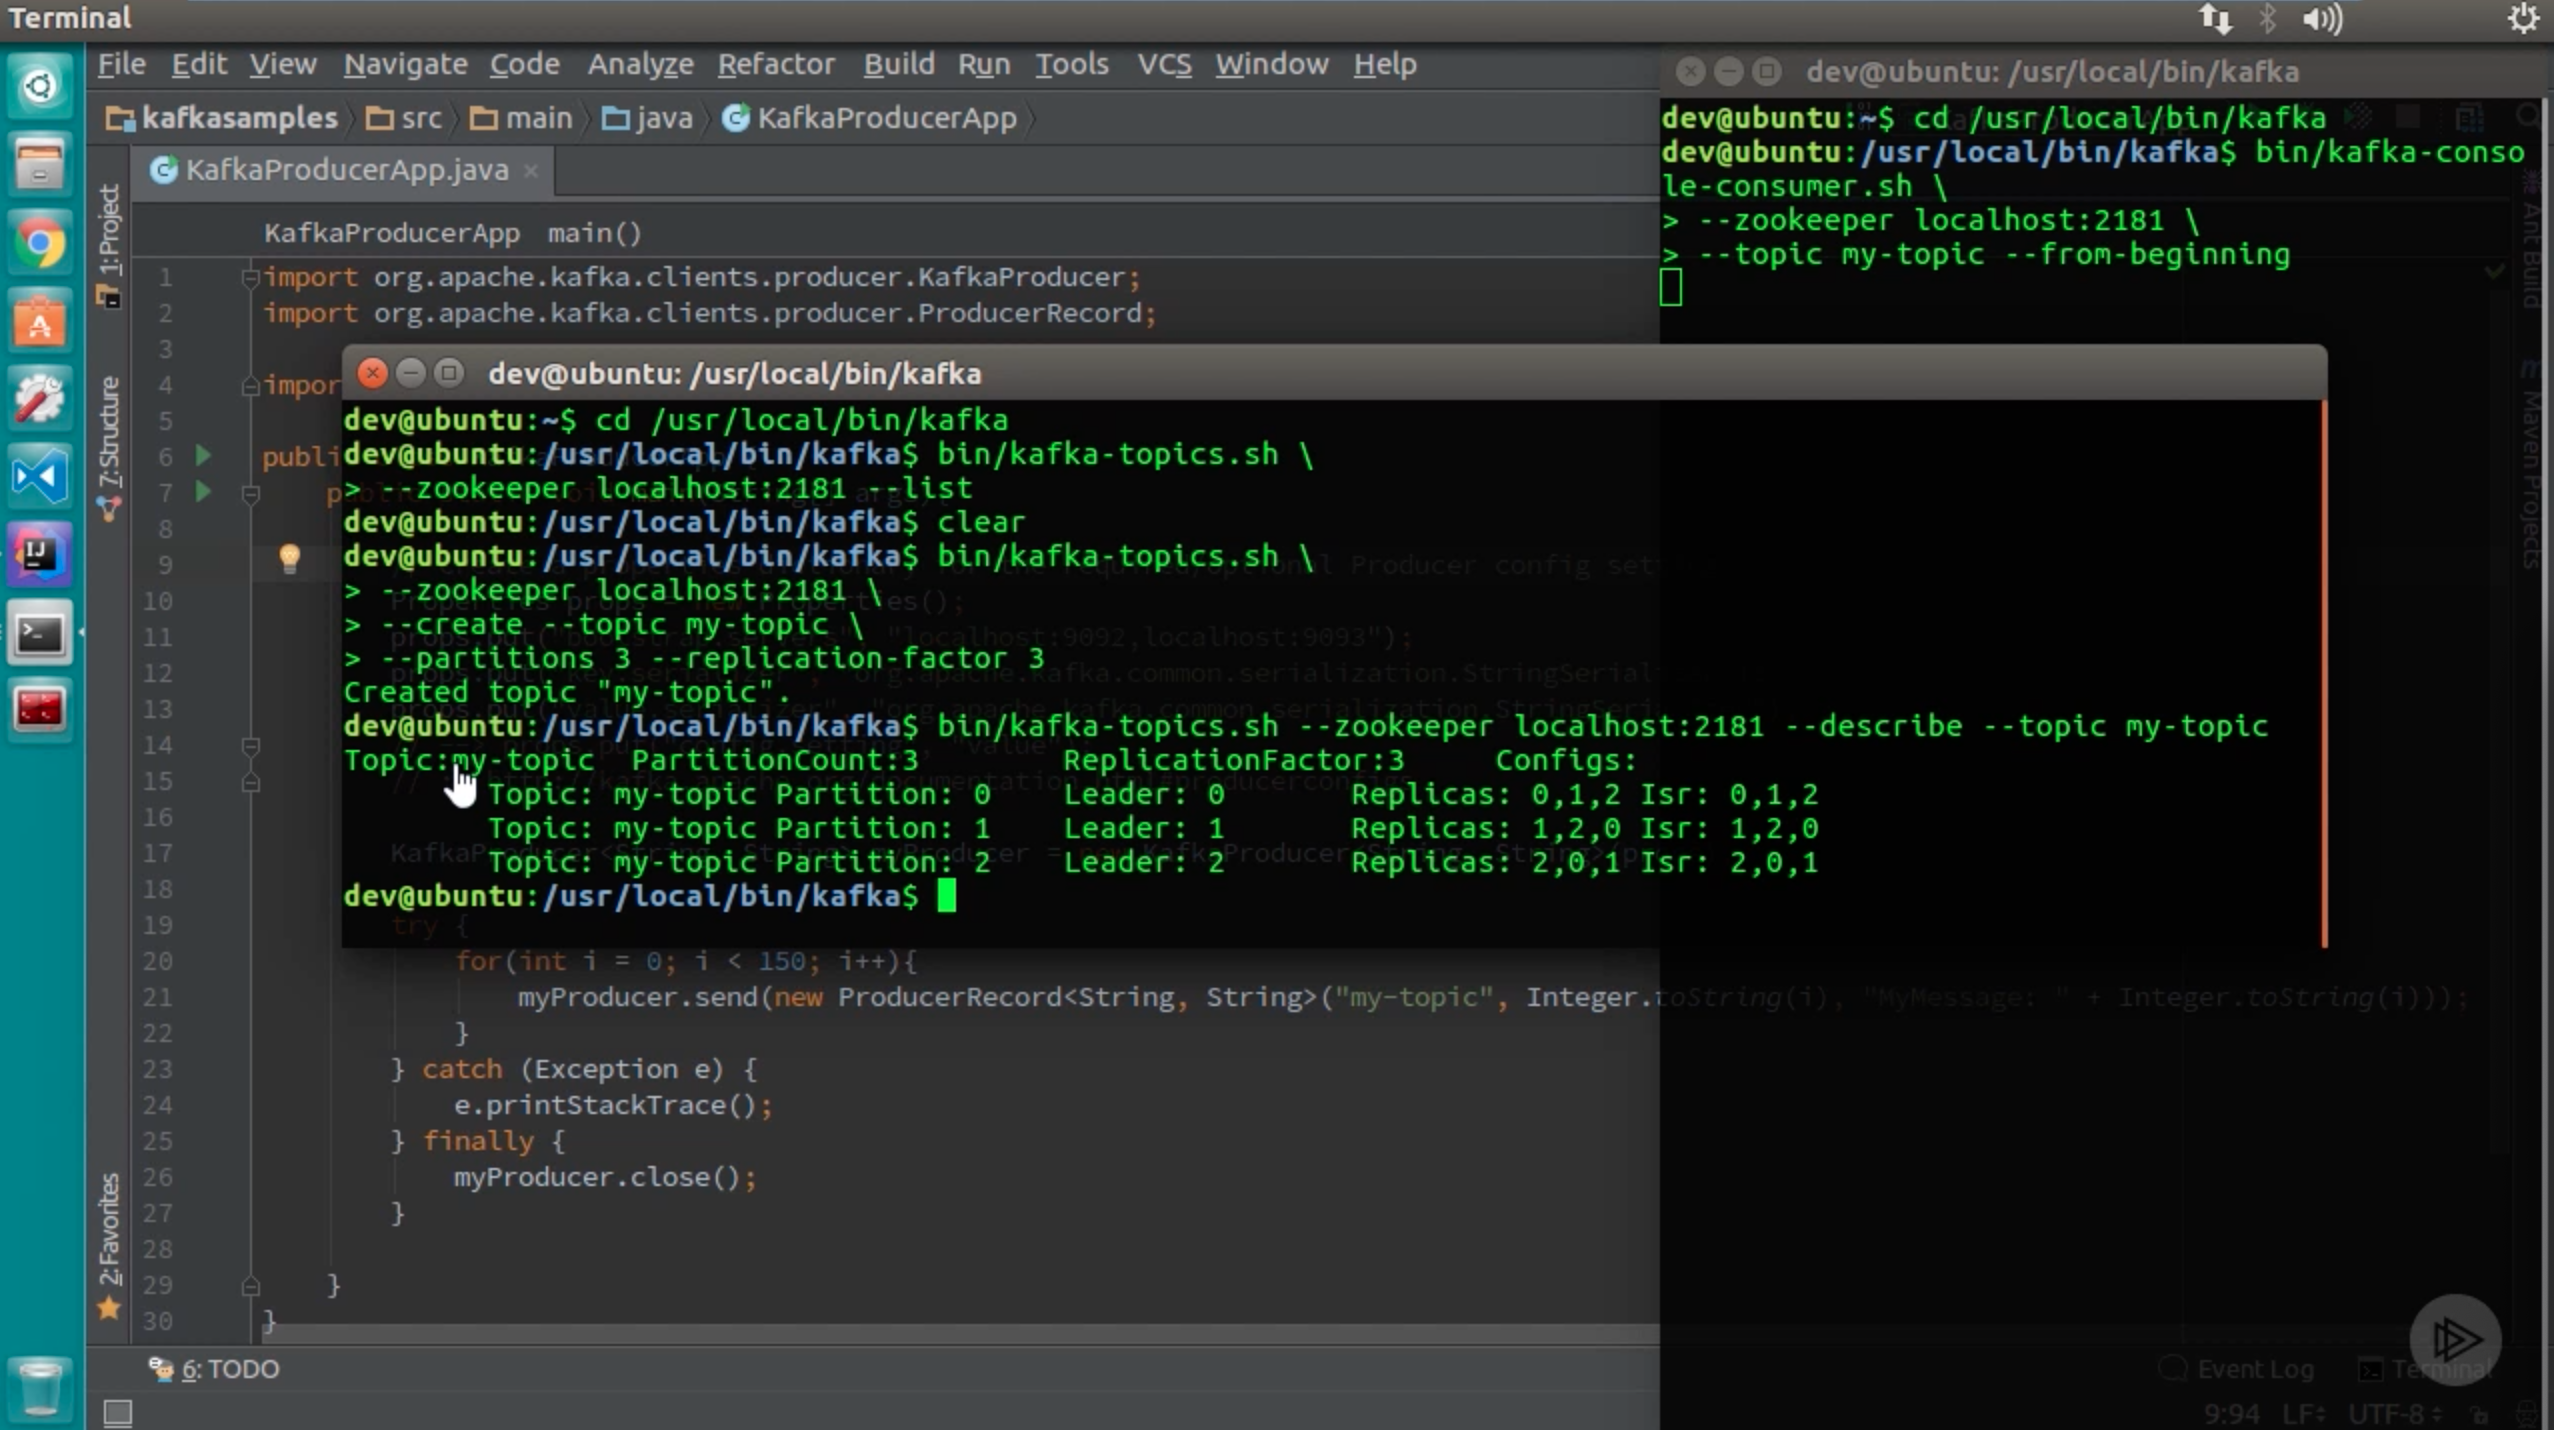 Terminal
File Edit View Navigate Code Analyze Refactor Build Run Tools VCS Window Help
kafkasamples src main java KafkaProducerApp
KafkaProducerApp.java
KafkaProducerApp main()
1 import org.apache.kafka.clients.producer.KafkaProducer;
2 import org.apache.kafka.clients.producer.ProducerRecord;
3
4 impor
5
6 publi
7
8
9
10
11
12
13
14
15
16
17
18
19 try {
20 for(int i = 0; i < 150; i++){
21 myProducer.send(new ProducerRecord<String, String>("my-topic", Integer.toString(i), "MyMessage: " + Integer.toString(i)));
22 }
23 } catch (Exception e) {
24 e.printStackTrace();
25 } finally {
26 myProducer.close();
27 }
28
29 }
30 }
1: Project
7: Structure
2: Favorites
6: TODO
dev@ubuntu: /usr/local/bin/kafka
dev@ubuntu:~$ cd /usr/local/bin/kafka
dev@ubuntu:/usr/local/bin/kafka$ bin/kafka-topics.sh \
> --zookeeper localhost:2181 --list
dev@ubuntu:/usr/local/bin/kafka$ clear
dev@ubuntu:/usr/local/bin/kafka$ bin/kafka-topics.sh \
> --zookeeper localhost:2181 \
> --create --topic my-topic \
> --partitions 3 --replication-factor 3
Created topic "my-topic".
dev@ubuntu:/usr/local/bin/kafka$ bin/kafka-topics.sh --zookeeper localhost:2181 --describe --topic my-topic
Topic:my-topic PartitionCount:3 ReplicationFactor:3 Configs:
Topic: my-topic Partition: 0 Leader: 0 Replicas: 0,1,2 Isr: 0,1,2
Topic: my-topic Partition: 1 Leader: 1 Replicas: 1,2,0 Isr: 1,2,0
Topic: my-topic Partition: 2 Leader: 2 Replicas: 2,0,1 Isr: 2,0,1
dev@ubuntu:/usr/local/bin/kafka$
dev@ubuntu: /usr/local/bin/kafka
dev@ubuntu:~$ cd /usr/local/bin/kafka
dev@ubuntu:/usr/local/bin/kafka$ bin/kafka-conso
le-consumer.sh \
> --zookeeper localhost:2181 \
> --topic my-topic --from-beginning
Ant Build
Maven Projects
Event Log Terminal
9:94 LF UTF-8